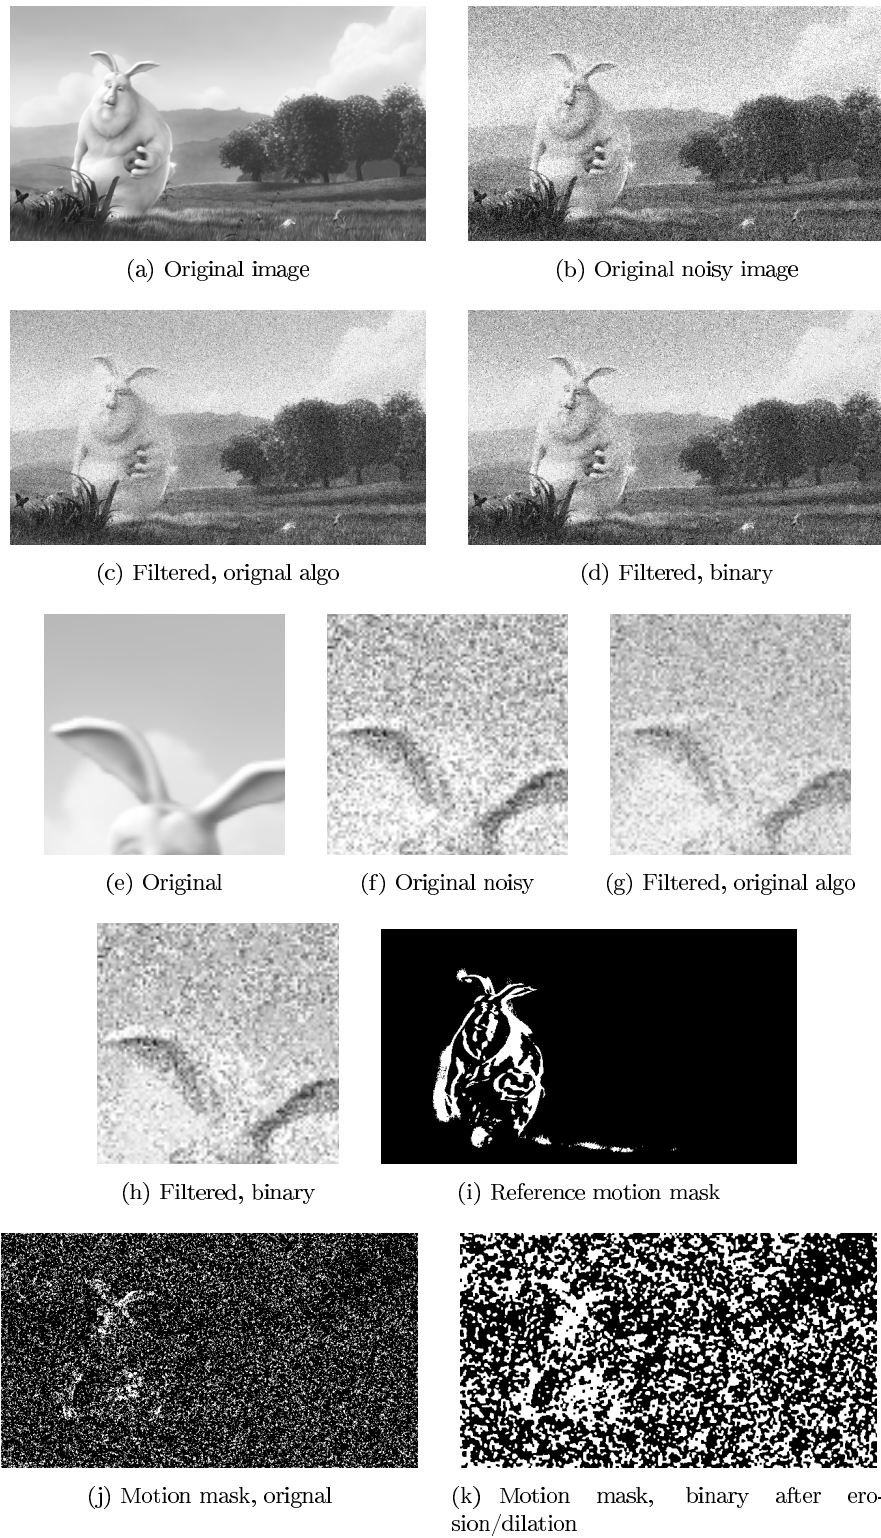 (a) Original image
(b) Original noisy image
(c) Filtered, orignal algo
(d) Filtered, binary
(e) Original
(f) Original noisy
(g) Filtered, original algo
(h) Filtered, binary
(i) Reference motion mask
(j) Motion mask, orignal
(k) Motion mask, binary after ero-
sion/dilation